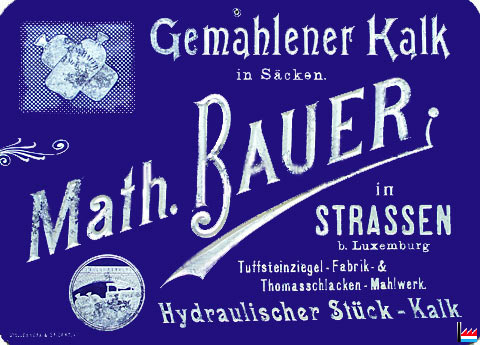 Gemahlener Kalk
in Säcken.
Math. BAUER,
in
STRASSEN
b. Luxemburg
Tuffsteinziegel-Fabrik-&
Thomasschlacken-Mahlwerk.
Hydraulischer Stück-Kalk